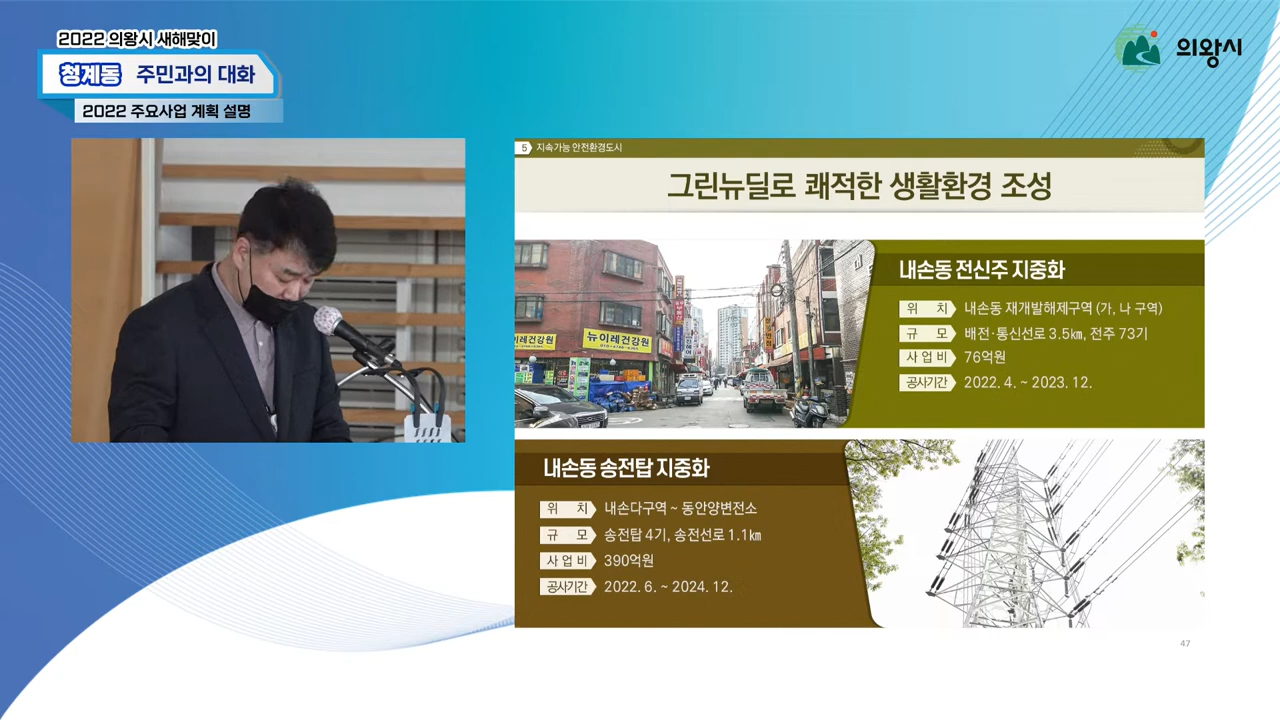 2022 의왕시 새해맞이
청계동 주민과의 대화
2022 주요사업 계획 설명
의왕시
5 지속가능 안전환경도시
그린뉴딜로 쾌적한 생활환경 조성
뉴이레건강원
내손동 전신주 지중화
위 치 내손동 재개발해제구역 (가, 나 구역)
규 모 배전·통신선로 3.5㎞, 전주 73기
사 업 비 76억원
공사기간 2022. 4. ~ 2023. 12.
내손동 송전탑 지중화
위 치 내손다구역 ~ 동안양변전소
규 모 송전탑 4기, 송전선로 1.1㎞
사 업 비 390억원
공사기간 2022. 6. ~ 2024. 12.
47